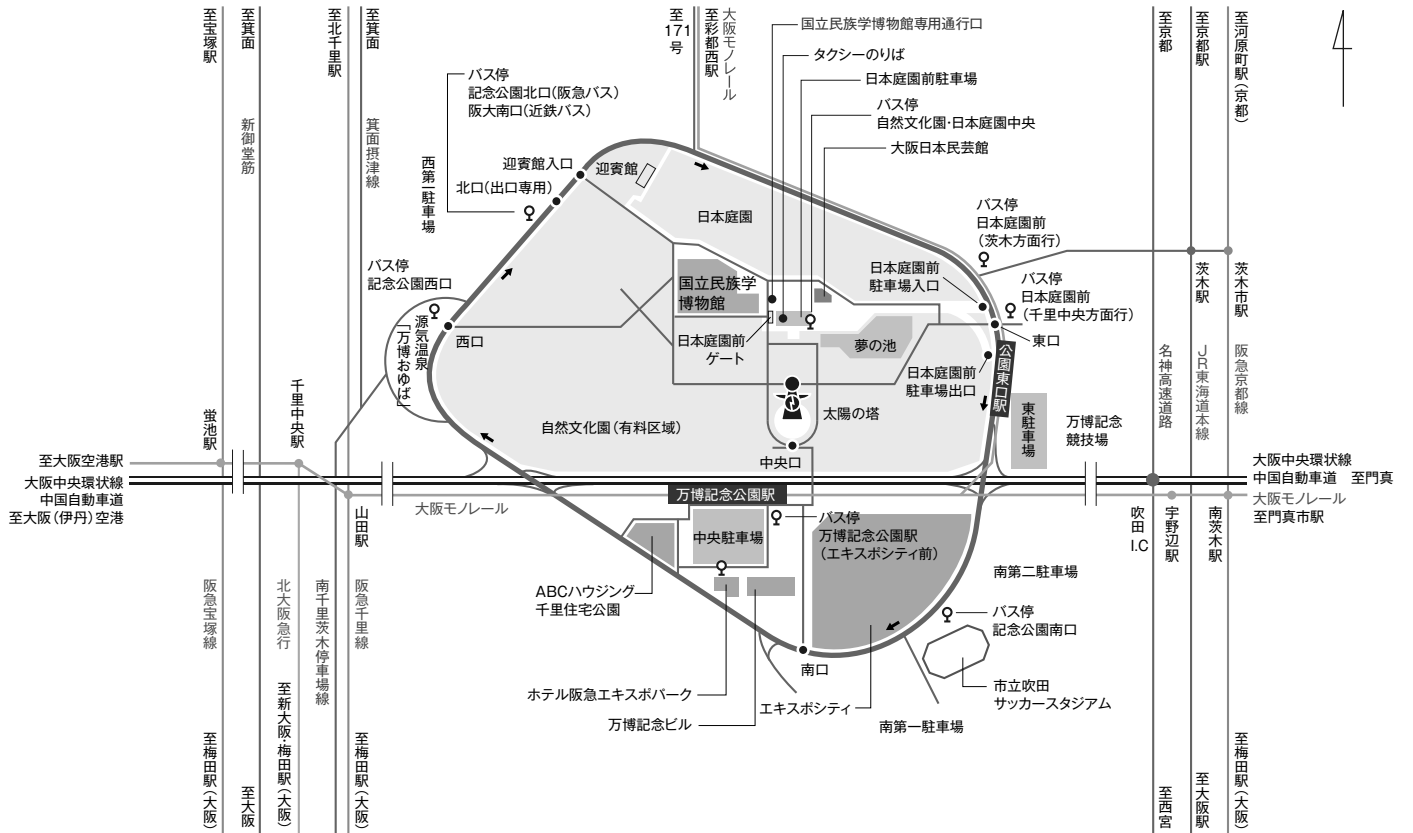 至宝塚駅
至箕面
至北千里駅
至箕面
至171号
至彩都西駅
大阪モノレール
国立民族学博物館専用通行口
タクシーのりば
日本庭園前駐車場
バス停
自然文化園・日本庭園中央
大阪日本民芸館
至京都
至京都駅
至河原町駅(京都)
新御堂筋
箕面摂津線
バス停
記念公園北口(阪急バス)
阪大南口(近鉄バス)
西第一駐車場
迎賓館入口
迎賓館
北口(出口専用)
日本庭園
バス停
日本庭園前
(茨木方面行)
バス停
記念公園西口
国立民族学
博物館
日本庭園前
駐車場入口
バス停
日本庭園前
(千里中央方面行)
茨木駅
茨木市駅
源気温泉
「万博おゆば」
西口
日本庭園前
ゲート
夢の池
東口
公園東口駅
日本庭園前
駐車場出口
名神高速道路
JR東海道本線
阪急京都線
太陽の塔
東駐車場
万博記念
競技場
自然文化園(有料区域)
中央口
蛍池駅
千里中央駅
至大阪空港駅
大阪中央環状線
中国自動車道
至大阪(伊丹)空港
大阪中央環状線
中国自動車道 至門真
大阪モノレール
至門真市駅
山田駅
大阪モノレール
万博記念公園駅
吹田
I.C
宇野辺駅
南茨木駅
中央駐車場
バス停
万博記念公園駅
(エキスポシティ前)
ABCハウジング
千里住宅公園
南第二駐車場
バス停
記念公園南口
阪急宝塚線
北大阪急行
南千里茨木停車場線
阪急千里線
南口
ホテル阪急エキスポパーク
万博記念ビル
エキスポシティ
南第一駐車場
市立吹田
サッカースタジアム
至梅田駅(大阪)
至大阪
至新大阪・梅田駅(大阪)
至梅田駅(大阪)
至西宮
至大阪駅
至梅田駅(大阪)